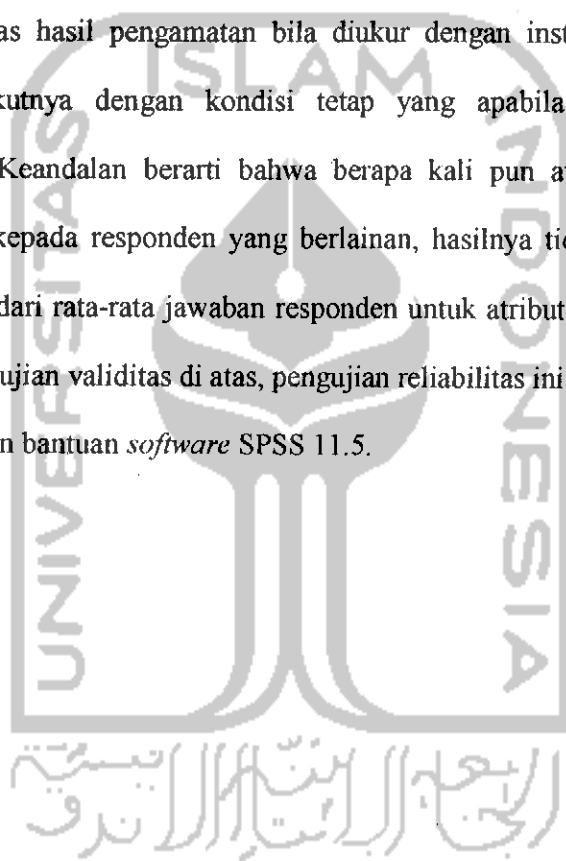 as hasil pengamatan bila diukur dengan inst
kutnya dengan kondisi tetap yang apabila
Keandalan berarti bahwa berapa kali pun a
kepada responden yang berlainan, hasilnya tid
dari rata-rata jawaban responden untuk atribut
ujian validitas di atas, pengujian reliabilitas ini
n bantuan software SPSS 11.5.
ISLAM
UNIVERSITAS
INDONESIA